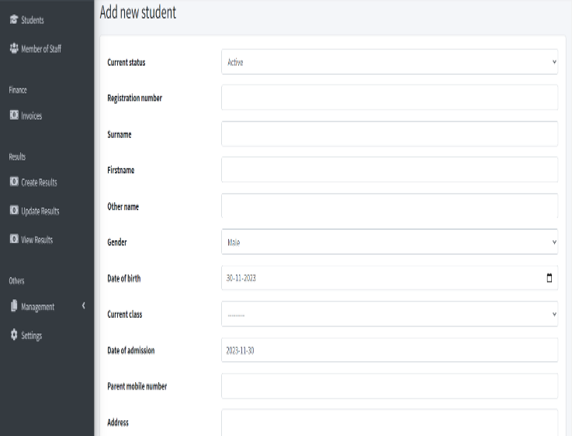 Students
Member of Staff
Finance
Invoices
Results
Create Results
Update Results
View Results
Others
Management
Settings
Add new student
Current status
Active
Registration number
Surname
Firstname
Other name
Gender
Male
Date of birth
30-11-2023
Current class
---------
Date of admission
2023-11-30
Parent mobile number
Address